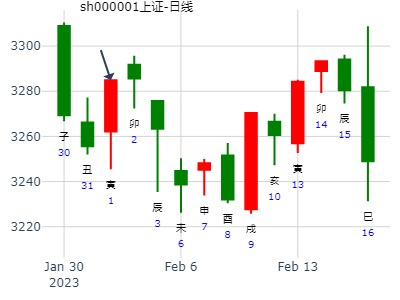 sh000001上证-日线
3300
3280
3260
3240
3220
子
30
丑
31
寅
1
卯
2
辰
3
未
6
申
7
酉
8
戌
9
亥
10
寅
13
卯
14
辰
15
巳
16
Jan 30
2023
Feb 6
Feb 13